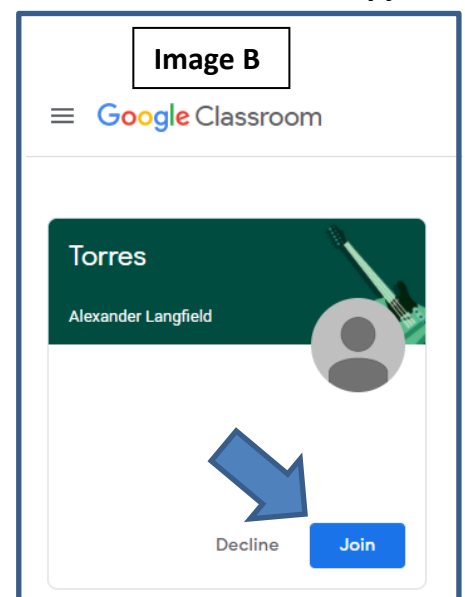 Image B
Google Classroom
Torres
Alexander Langfield
Decline Join